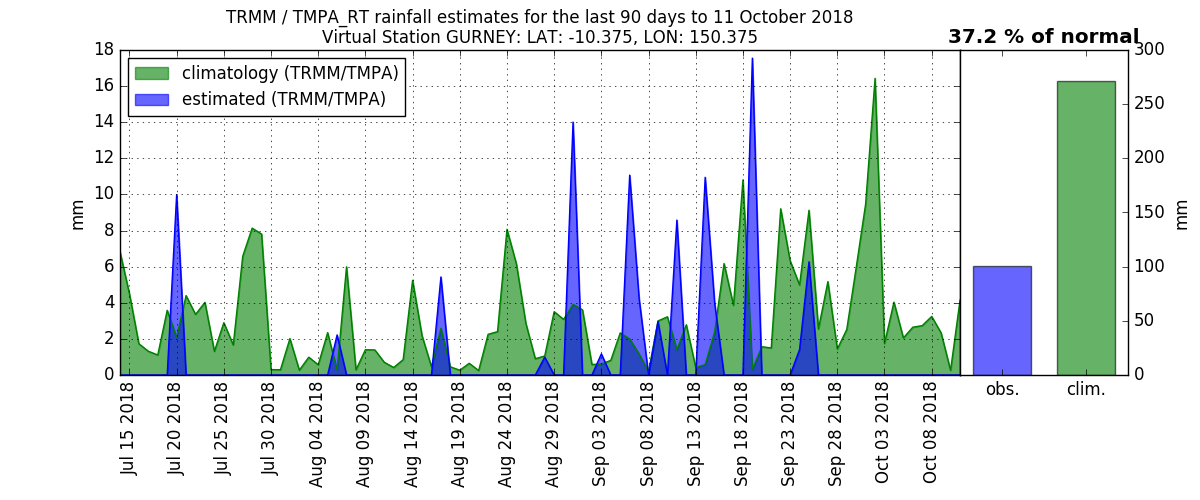 TRMM / TMPA_RT rainfall estimates for the last 90 days to 11 October 2018
Virtual Station GURNEY: LAT: -10.375, LON: 150.375
37.2 % of normal
climatology (TRMM/TMPA)
estimated (TRMM/TMPA)
18
16
14
12
10
8
6
4
2
0
mm
Jul 15 2018
Jul 20 2018
Jul 25 2018
Jul 30 2018
Aug 04 2018
Aug 09 2018
Aug 14 2018
Aug 19 2018
Aug 24 2018
Aug 29 2018
Sep 03 2018
Sep 08 2018
Sep 13 2018
Sep 18 2018
Sep 23 2018
Sep 28 2018
Oct 03 2018
Oct 08 2018
obs.
clim.
300
250
200
150
100
50
0
mm